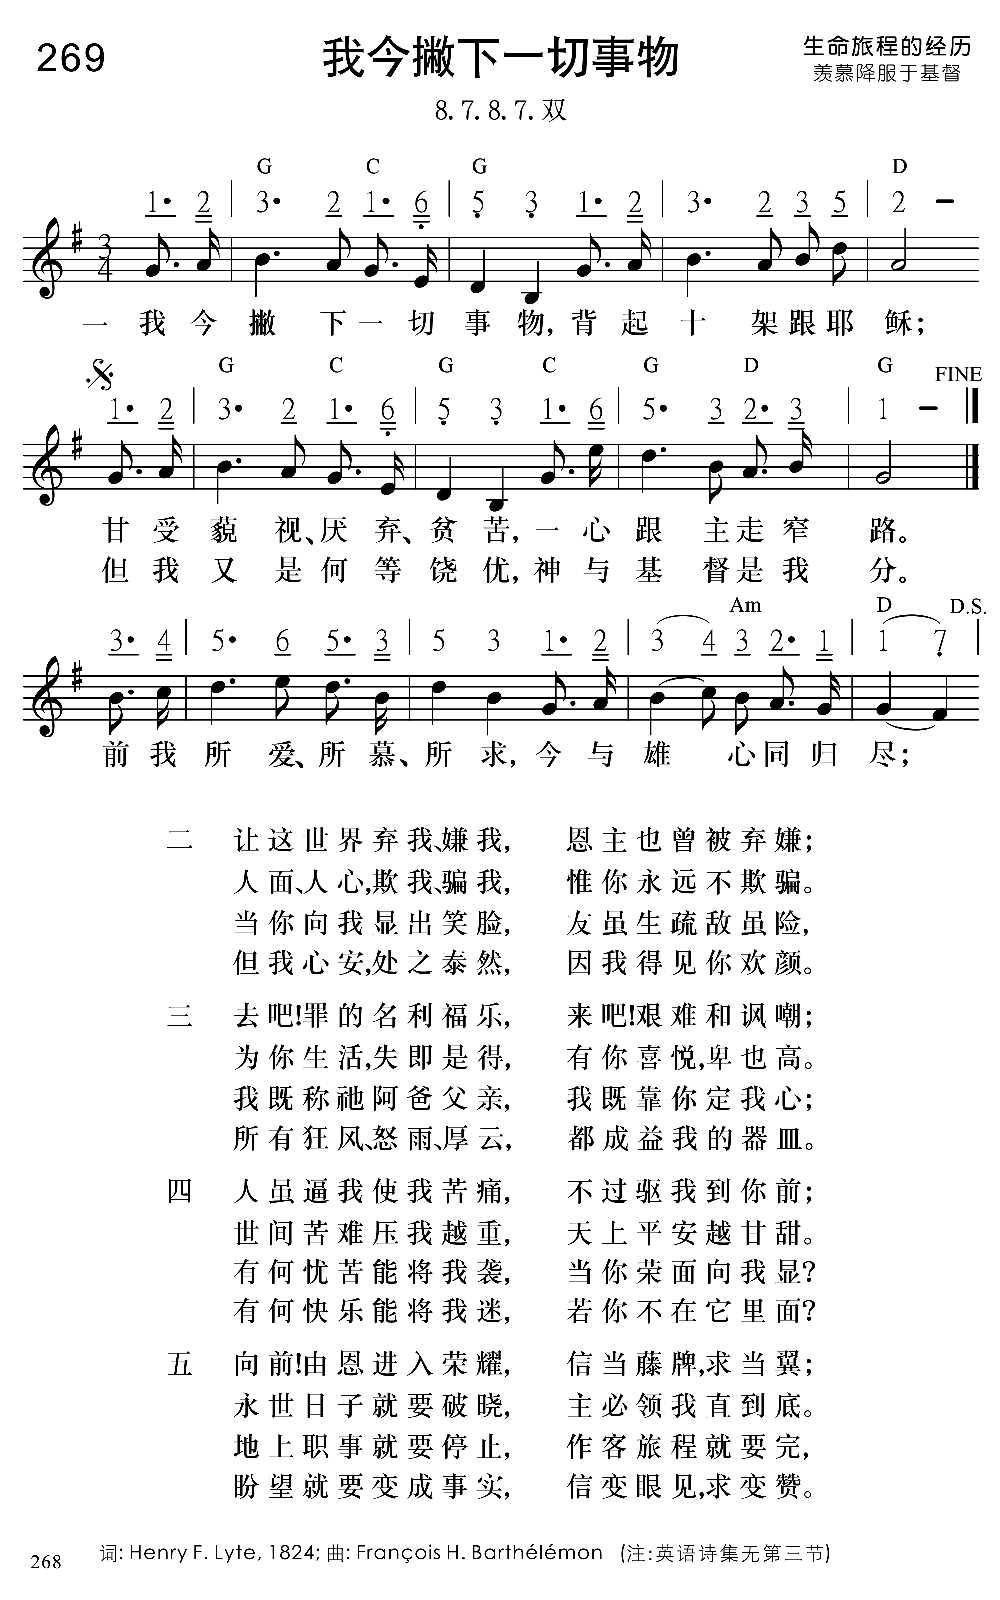 269 我今撇下一切事物 生命旅程的经历
羡慕降服于基督
8. 7. 8. 7. 双
G C G D
1· 2 | 3· 2 1· 6 | 5 3 1· 2 | 3· 2 3 5 | 2 –
3
4
一 我 今 撇 下 一 切 事 物, 背 起 十 架 跟 耶 稣;
G C G C G D G FINE
1· 2 | 3· 2 1· 6 | 5 3 1· 6 | 5· 3 2· 3 | 1 –
甘 受 藐 视、厌 弃、贫 苦, 一 心 跟 主 走 窄 路。
但 我 又 是 何 等 饶 优, 神 与 基 督 是 我 分。
Am D D.S.
3· 4 | 5· 6 5· 3 | 5 3 1· 2 | 3 4 3 2· 1 | 1 7 |
前 我 所 爱、所 慕、所 求, 今 与 雄 心 同 归 尽;
二 让这世界弃我、嫌我, 恩主也曾被弃嫌;
人面、人心,欺我、骗我, 惟你永远不欺骗。
当你向我显出笑脸, 友虽生疏敌虽险,
但我心安,处之泰然, 因我得见你欢颜。
三 去吧!罪的名利福乐, 来吧!艰难和讽嘲;
为你生活,失即是得, 有你喜悦,卑也高。
我既称祂阿爸父亲, 我既靠你定我心;
所有狂风、怒雨、厚云, 都成益我的器皿。
四 人虽逼我使我苦痛, 不过驱我到你前;
世间苦难压我越重, 天上平安越甘甜。
有何忧苦能将我袭, 当你荣面向我显?
有何快乐能将我迷, 若你不在它里面?
五 向前!由恩进入荣耀, 信当藤牌,求当翼;
永世日子就要破晓, 主必领我直到底。
地上职事就要停止, 作客旅程就要完,
盼望就要变成事实, 信变眼见,求变赞。
词: Henry F. Lyte, 1824; 曲: François H. Barthélémon (注:英语诗集无第三节)
268